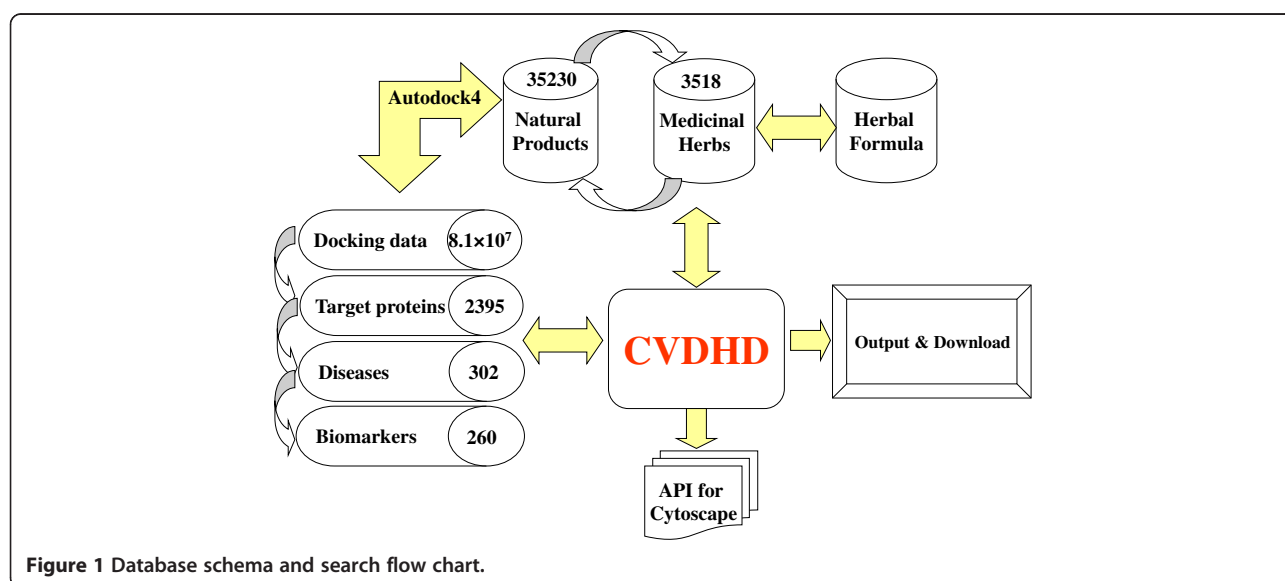 Autodock4
35230
Natural
Products
3518
Medicinal
Herbs
Herbal
Formula
Docking data 8.1×10⁷
Target proteins 2395
Diseases 302
Biomarkers 260
CVDHD
Output & Download
API for
Cytoscape
Figure 1 Database schema and search flow chart.